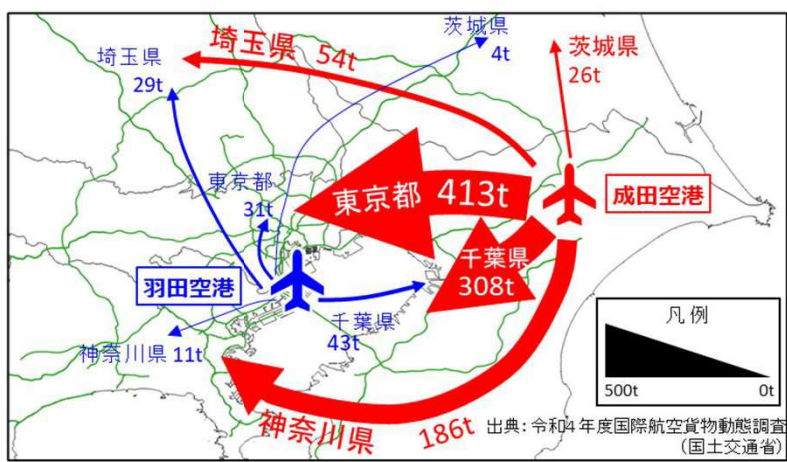 埼玉県 54t
茨城県
4t
茨城県
26t
埼玉県
29t
東京都
31t
東京都 413t
成田空港
千葉県
308t
羽田空港
千葉県
43t
神奈川県 11t
神奈川県 186t
凡例
500t 0t
出典:令和4年度国際航空貨物動態調査
(国土交通省)